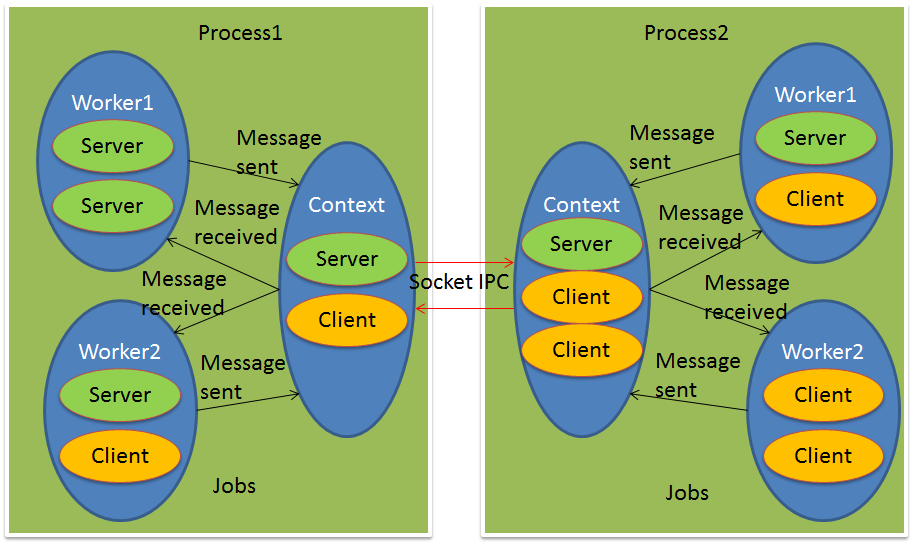 Process1
Worker1
Server
Server
Message
sent
Message
received
Context
Server
Client
Message
received
Worker2
Server
Client
Message
sent
Jobs
Socket IPC
Process2
Worker1
Server
Client
Message
sent
Context
Server
Client
Client
Message
received
Message
received
Worker2
Client
Client
Message
sent
Jobs